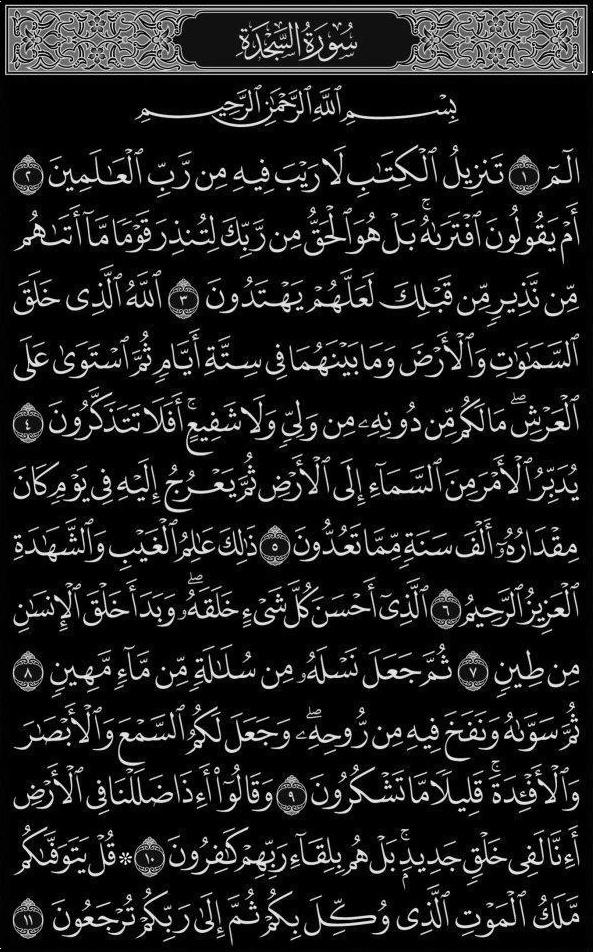 سُورَةُ السَّجْدَةِ
بِسْمِ ٱللَّهِ ٱلرَّحْمَٰنِ ٱلرَّحِيمِ
الٓمٓ ١ تَنزِيلُ ٱلْكِتَٰبِ لَا رَيْبَ فِيهِ مِن رَّبِّ ٱلْعَٰلَمِينَ ٢
أَمْ يَقُولُونَ ٱفْتَرَىٰهُ ۚ بَلْ هُوَ ٱلْحَقُّ مِن رَّبِّكَ لِتُنذِرَ قَوْمًا مَّآ أَتَىٰهُم
مِّن نَّذِيرٍ مِّن قَبْلِكَ لَعَلَّهُمْ يَهْتَدُونَ ٣ ٱللَّهُ ٱلَّذِى خَلَقَ
ٱلسَّمَٰوَٰتِ وَٱلْأَرْضَ وَمَا بَيْنَهُمَا فِى سِتَّةِ أَيَّامٍ ثُمَّ ٱسْتَوَىٰ عَلَى
ٱلْعَرْشِ ۖ مَا لَكُم مِّن دُونِهِۦ مِن وَلِىٍّ وَلَا شَفِيعٍ ۚ أَفَلَا تَتَذَكَّرُونَ ٤
يُدَبِّرُ ٱلْأَمْرَ مِنَ ٱلسَّمَآءِ إِلَى ٱلْأَرْضِ ثُمَّ يَعْرُجُ إِلَيْهِ فِى يَوْمٍ كَانَ
مِقْدَارُهُۥٓ أَلْفَ سَنَةٍ مِّمَّا تَعُدُّونَ ٥ ذَٰلِكَ عَٰلِمُ ٱلْغَيْبِ وَٱلشَّهَٰدَةِ
ٱلْعَزِيزُ ٱلرَّحِيمُ ٦ ٱلَّذِىٓ أَحْسَنَ كُلَّ شَىْءٍ خَلَقَهُۥ ۖ وَبَدَأَ خَلْقَ ٱلْإِنسَٰنِ
مِن طِينٍ ٧ ثُمَّ جَعَلَ نَسْلَهُۥ مِن سُلَٰلَةٍ مِّن مَّآءٍ مَّهِينٍ ٨
ثُمَّ سَوَّىٰهُ وَنَفَخَ فِيهِ مِن رُّوحِهِۦ ۖ وَجَعَلَ لَكُمُ ٱلسَّمْعَ وَٱلْأَبْصَٰرَ
وَٱلْأَفْـِٔدَةَ ۚ قَلِيلًا مَّا تَشْكُرُونَ ٩ وَقَالُوٓا۟ أَءِذَا ضَلَلْنَا فِى ٱلْأَرْضِ
أَءِنَّا لَفِى خَلْقٍ جَدِيدٍۭ ۚ بَلْ هُم بِلِقَآءِ رَبِّهِمْ كَٰفِرُونَ ١٠ ۞ قُلْ يَتَوَفَّىٰكُم
مَّلَكُ ٱلْمَوْتِ ٱلَّذِى وُكِّلَ بِكُمْ ثُمَّ إِلَىٰ رَبِّكُمْ تُرْجَعُونَ ١١